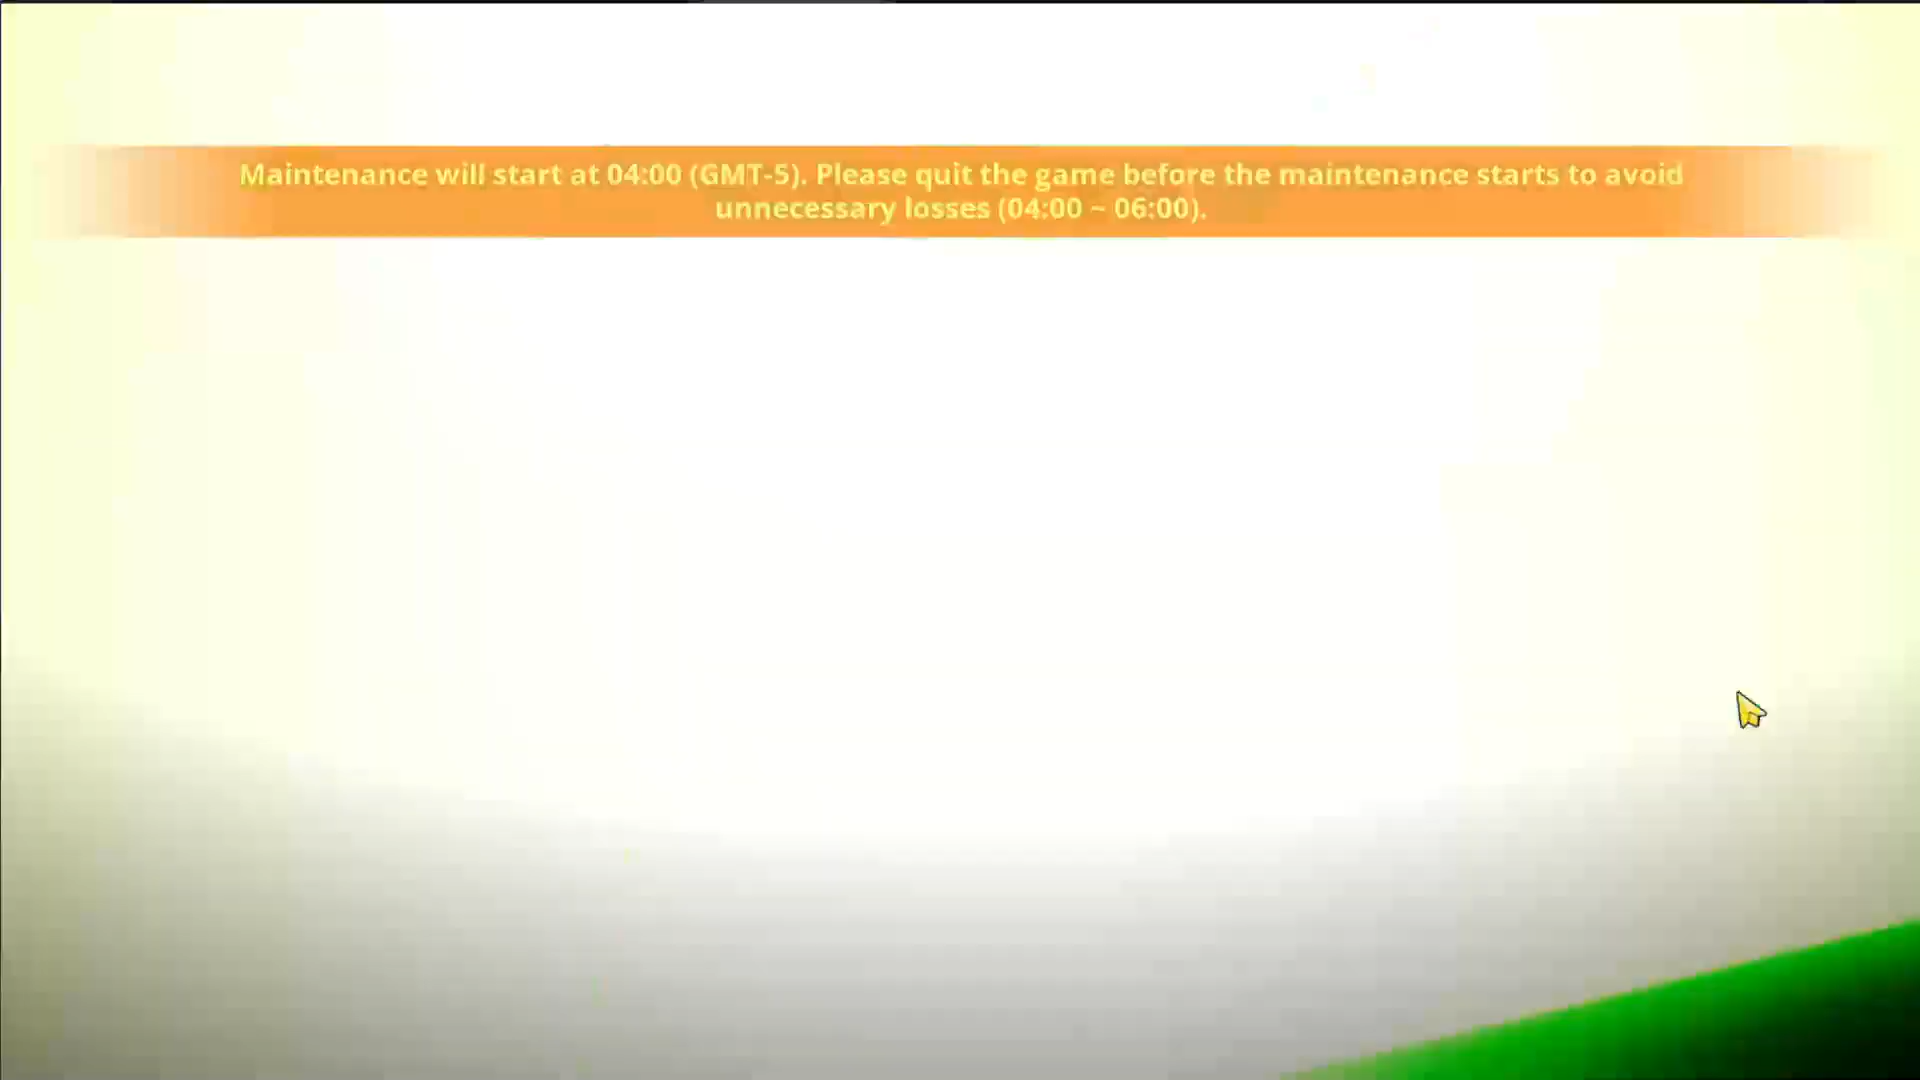 Maintenance will start at 04:00 (GMT-5). Please quit the game before the maintenance starts to avoid
unnecessary losses (04:00 ~ 06:00).